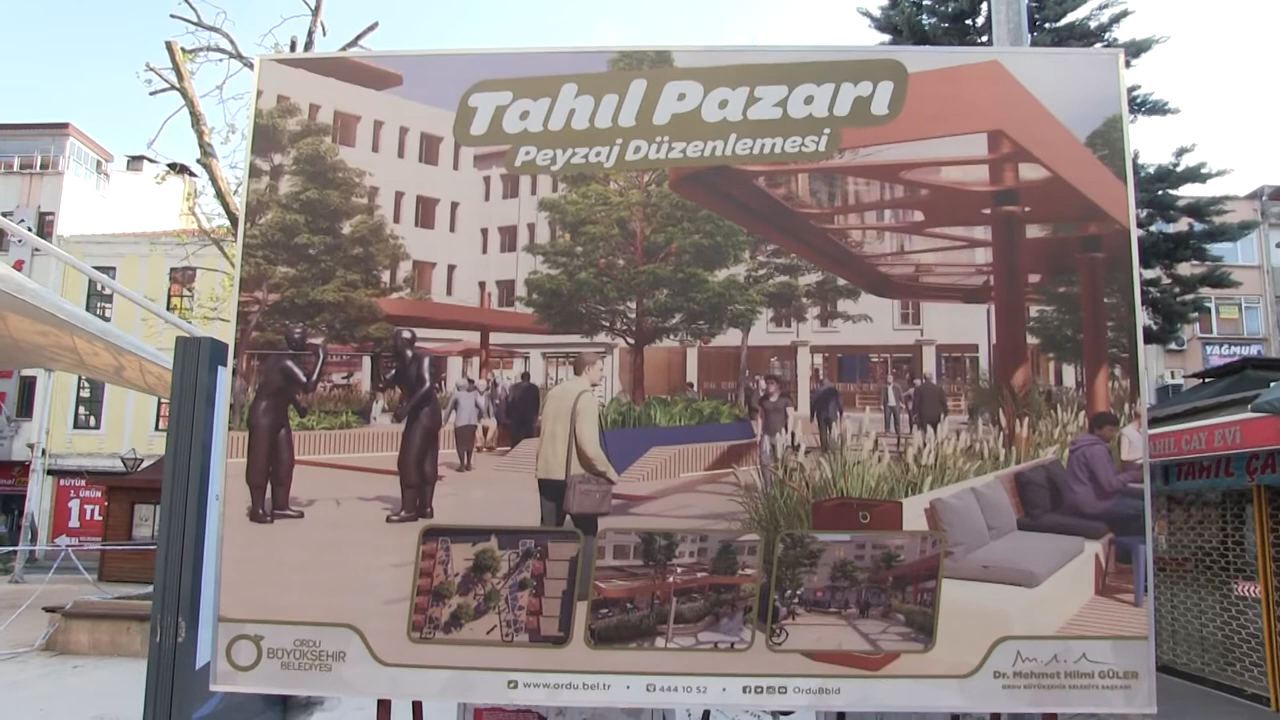 Tahıl Pazarı
Peyzaj Düzenlemesi
YAĞMUR
TAHIL ÇAY EVİ
TAHIL ÇA
BÜYÜK
2. ÜRÜN
1 TL
ORDU
BÜYÜKŞEHİR
BELEDİYESİ
Dr. Mehmet Hilmi GÜLER
ORDU BÜYÜKŞEHİR BELEDİYE BAŞKANI
www.ordu.bel.tr • 444 10 52 • OrduBbld